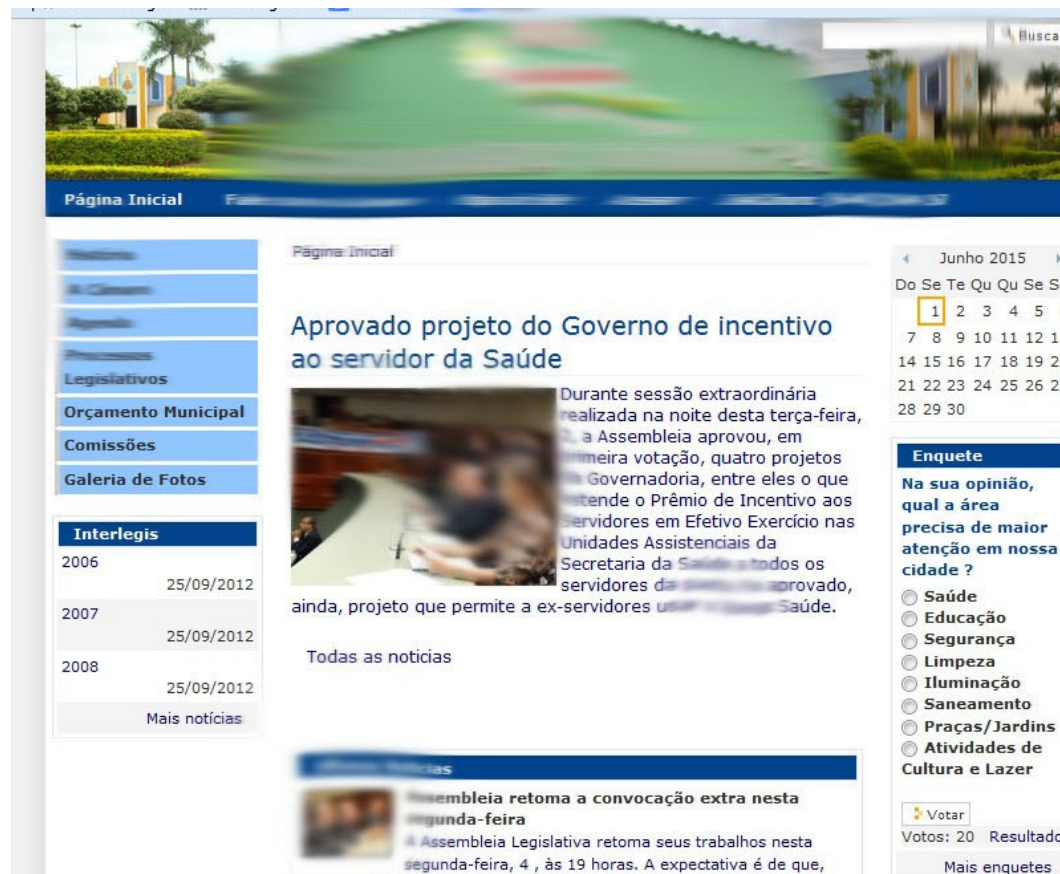 Busca
Página Inicial
Página Inicial
Legislativos
Orçamento Municipal
Comissões
Galeria de Fotos
Interlegis
2006
25/09/2012
2007
25/09/2012
2008
25/09/2012
Mais notícias
Aprovado projeto do Governo de incentivo
ao servidor da Saúde
Durante sessão extraordinária
realizada na noite desta terça-feira,
a Assembleia aprovou, em
votação, quatro projetos
Governadoria, entre eles o que
o Prêmio de Incentivo aos
Servidores em Efetivo Exercício nas
Unidades Assistenciais da
Secretaria da Saúde a todos os
servidores da aprovado,
ainda, projeto que permite a ex-servidores Saúde.
Todas as noticias
Assembleia retoma a convocação extra nesta
segunda-feira
A Assembleia Legislativa retoma seus trabalhos nesta
segunda-feira, 4 , às 19 horas. A expectativa é de que,
Junho 2015
Do Se Te Qu Qu Se S
1 2 3 4 5
7 8 9 10 11 12 1
14 15 16 17 18 19 2
21 22 23 24 25 26 2
28 29 30
Enquete
Na sua opinião,
qual a área
precisa de maior
atenção em nossa
cidade ?
Saúde
Educação
Segurança
Limpeza
Iluminação
Saneamento
Praças/Jardins
Atividades de
Cultura e Lazer
Votar
Votos: 20 Resultado
Mais enquetes